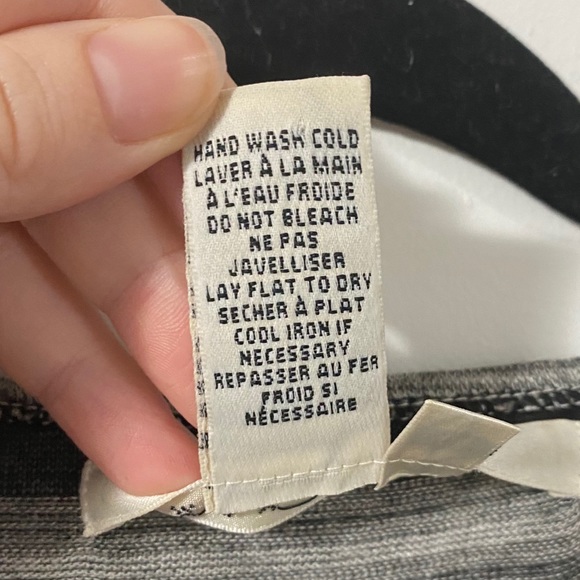 HAND WASH COLD
LAVER À LA MAIN
À L'EAU FROIDE
DO NOT BLEACH
NE PAS
JAVELLISER
LAY FLAT TO DRY
SECHER À PLAT
COOL IRON IF
NECESSARY
REPASSER AU FER
FROID SI
NÉCESSAIRE